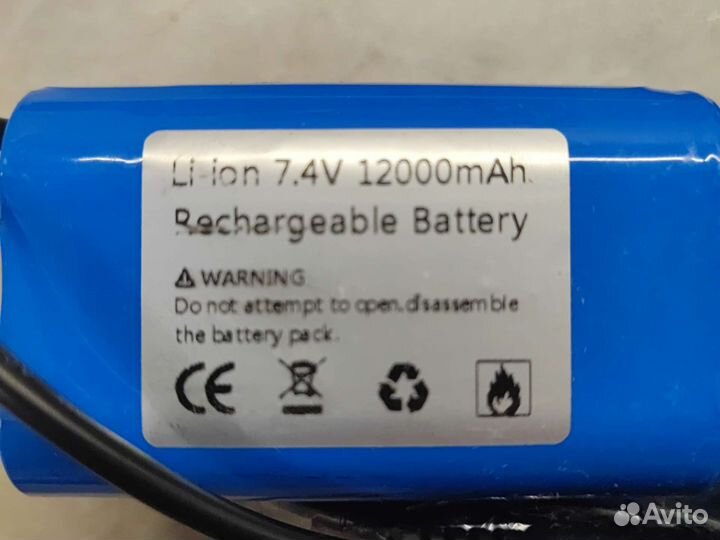 Li-ion 7.4V 12000mAh
Rechargeable Battery
WARNING
Do not attempt to open,disassemble
the battery pack.
CE
Avito